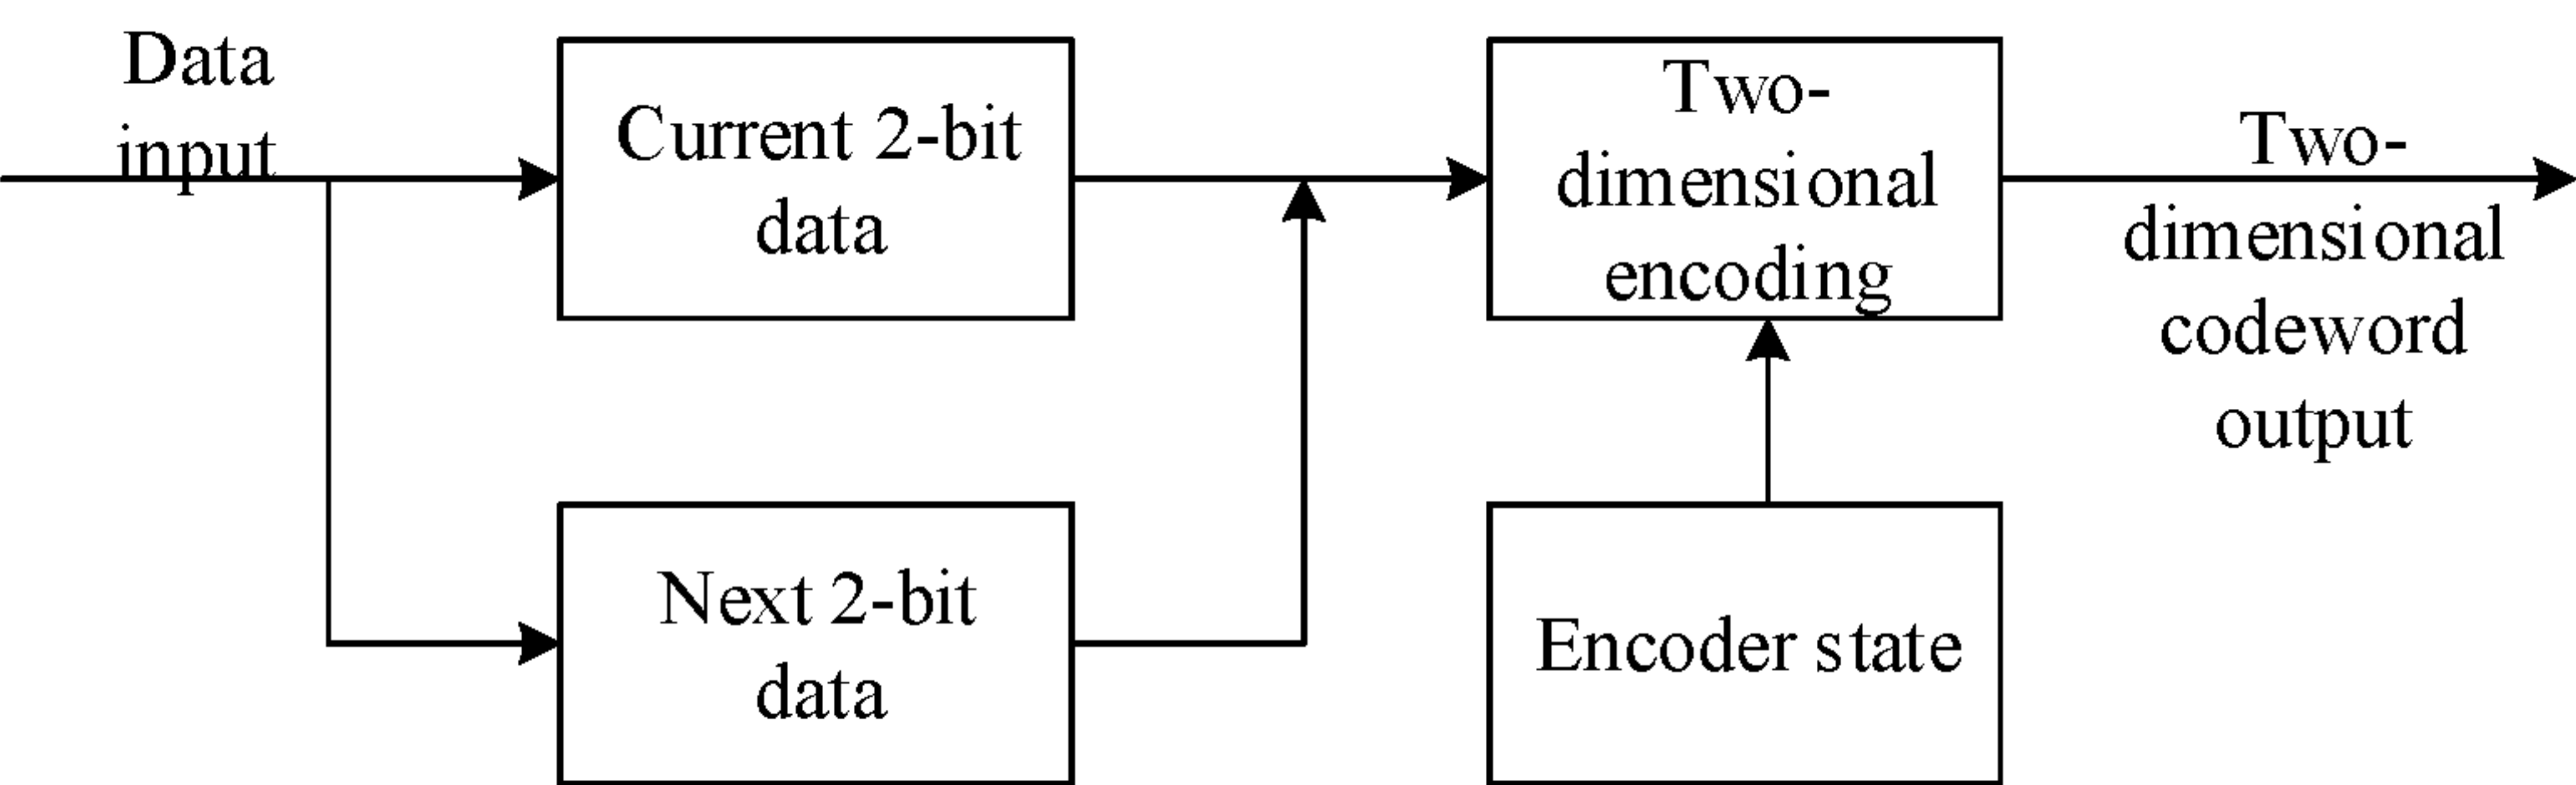 Data
input
Current 2-bit
data
Two-
dimensional
encoding
Two-
dimensional
codeword
output
Next 2-bit
data
Encoder state